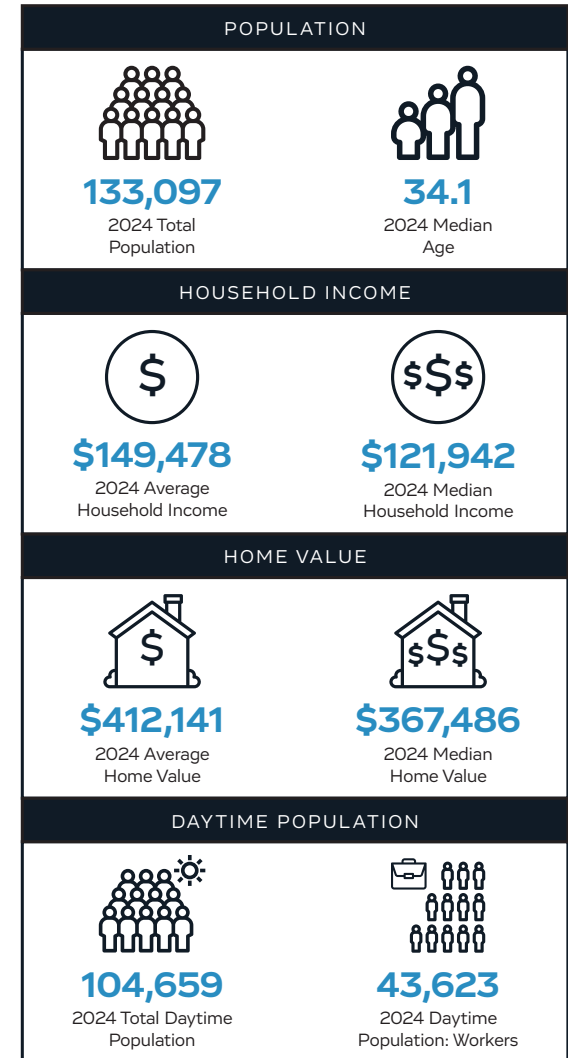 POPULATION
133,097
2024 Total
Population
34.1
2024 Median
Age
HOUSEHOLD INCOME
$
$149,478
2024 Average
Household Income
$$$
$121,942
2024 Median
Household Income
HOME VALUE
$
$412,141
2024 Average
Home Value
$$$
$367,486
2024 Median
Home Value
DAYTIME POPULATION
104,659
2024 Total Daytime
Population
43,623
2024 Daytime
Population: Workers